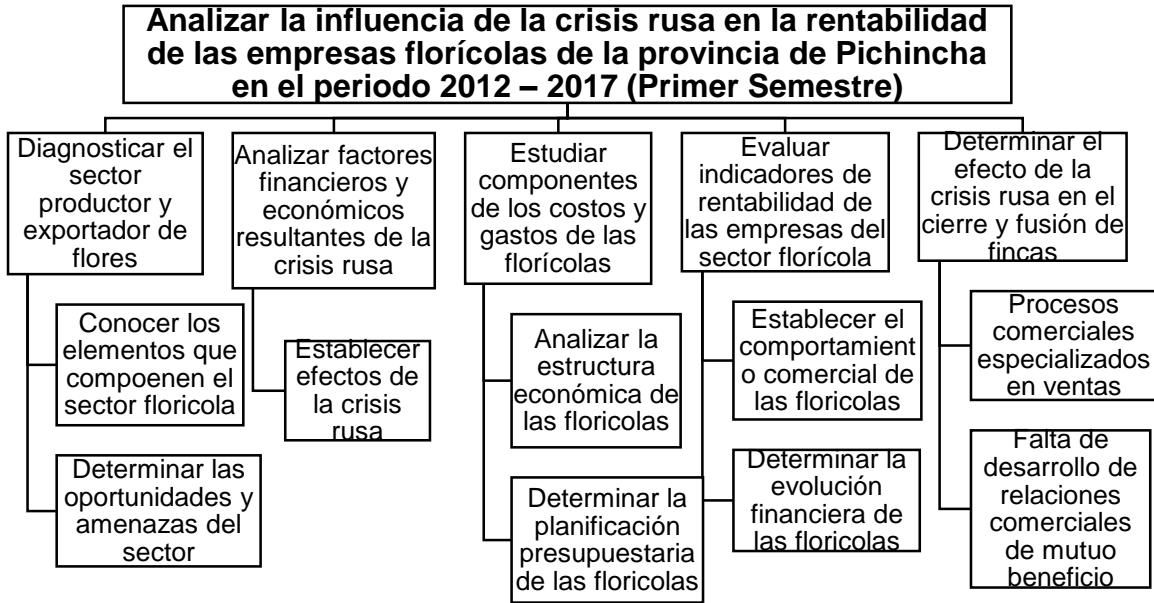 Analizar la influencia de la crisis rusa en la rentabilidad
de las empresas florícolas de la provincia de Pichincha
en el periodo 2012 – 2017 (Primer Semestre)
Diagnosticar el
sector
productor y
exportador de
flores
Conocer los
elementos que
compoenen el
sector floricola
Determinar las
oportunidades y
amenazas del
sector
Analizar factores
financieros y
económicos
resultantes de la
crisis rusa
Establecer
efectos de
la crisis
rusa
Estudiar
componentes
de los costos y
gastos de las
florícolas
Analizar la
estructura
económica de
las floricolas
Determinar la
planificación
presupuestaria
de las floricolas
Evaluar
indicadores de
rentabilidad de
las empresas del
sector florícola
Establecer el
comportamient
o comercial de
las floricolas
Determinar la
evolución
financiera de
las floricolas
Determinar el
efecto de la
crisis rusa en el
cierre y fusión de
fincas
Procesos
comerciales
especializados
en ventas
Falta de
desarrollo de
relaciones
comerciales
de mutuo
beneficio